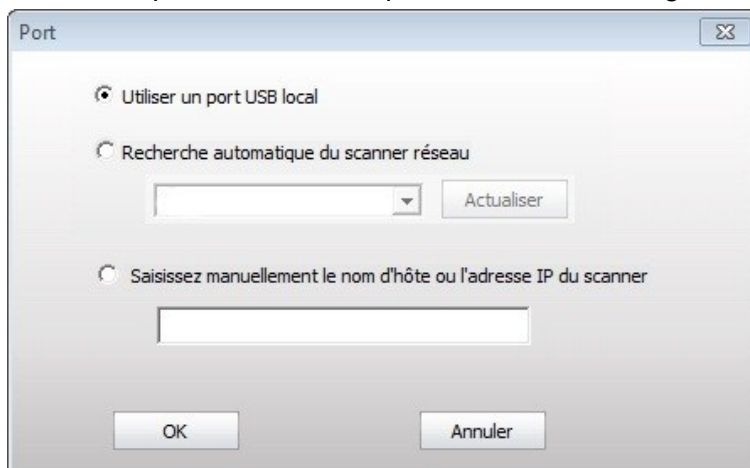 Port
Utiliser un port USB local
Recherche automatique du scanner réseau
Actualiser
Saisissez manuellement le nom d'hôte ou l'adresse IP du scanner
OK
Annuler